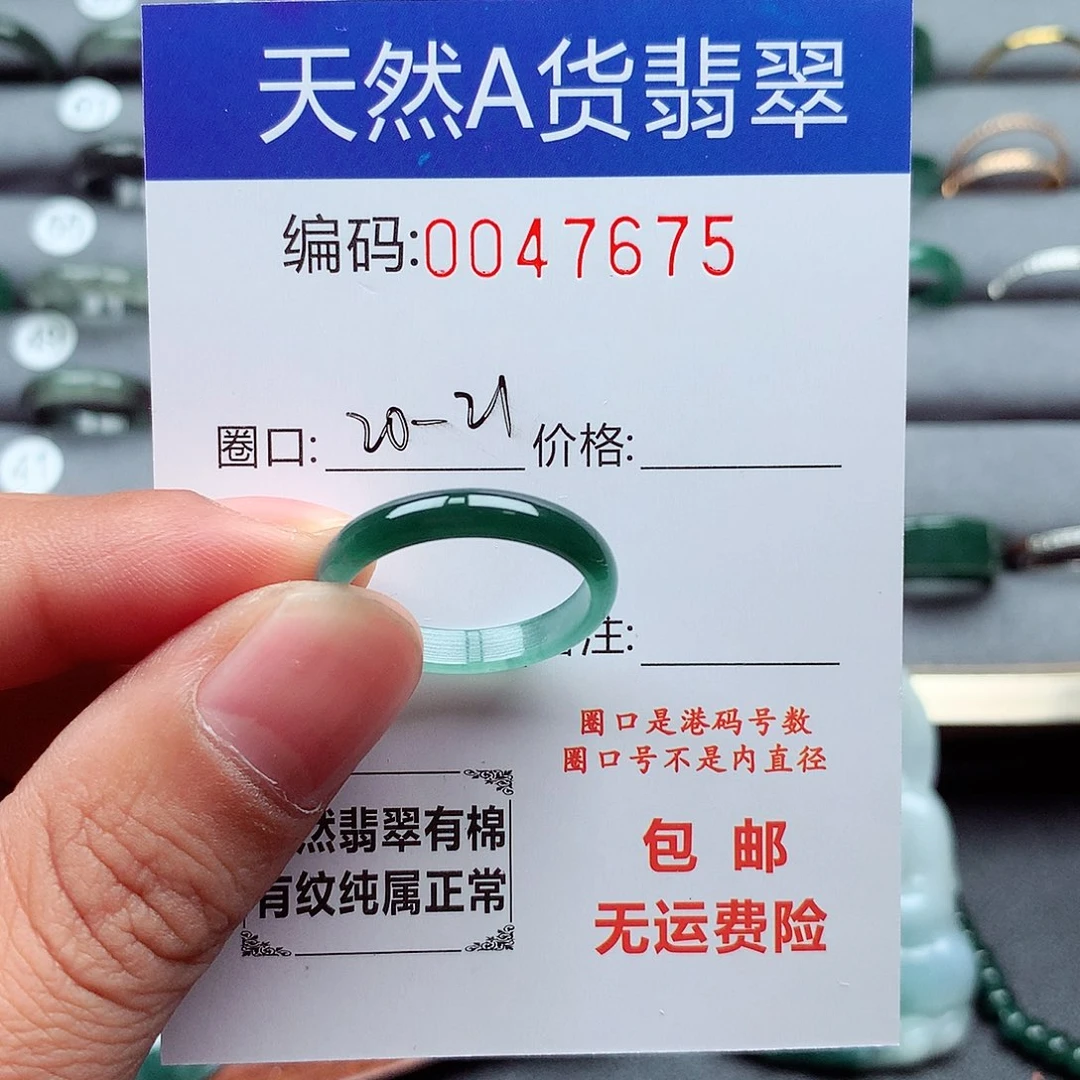 天然A货翡翠
编码:0047675
圈口: 20-21 价格:
注:
圈口是港码号数
圈口号不是内直径
然翡翠有棉
有纹纯属正常
包 邮
无运费险